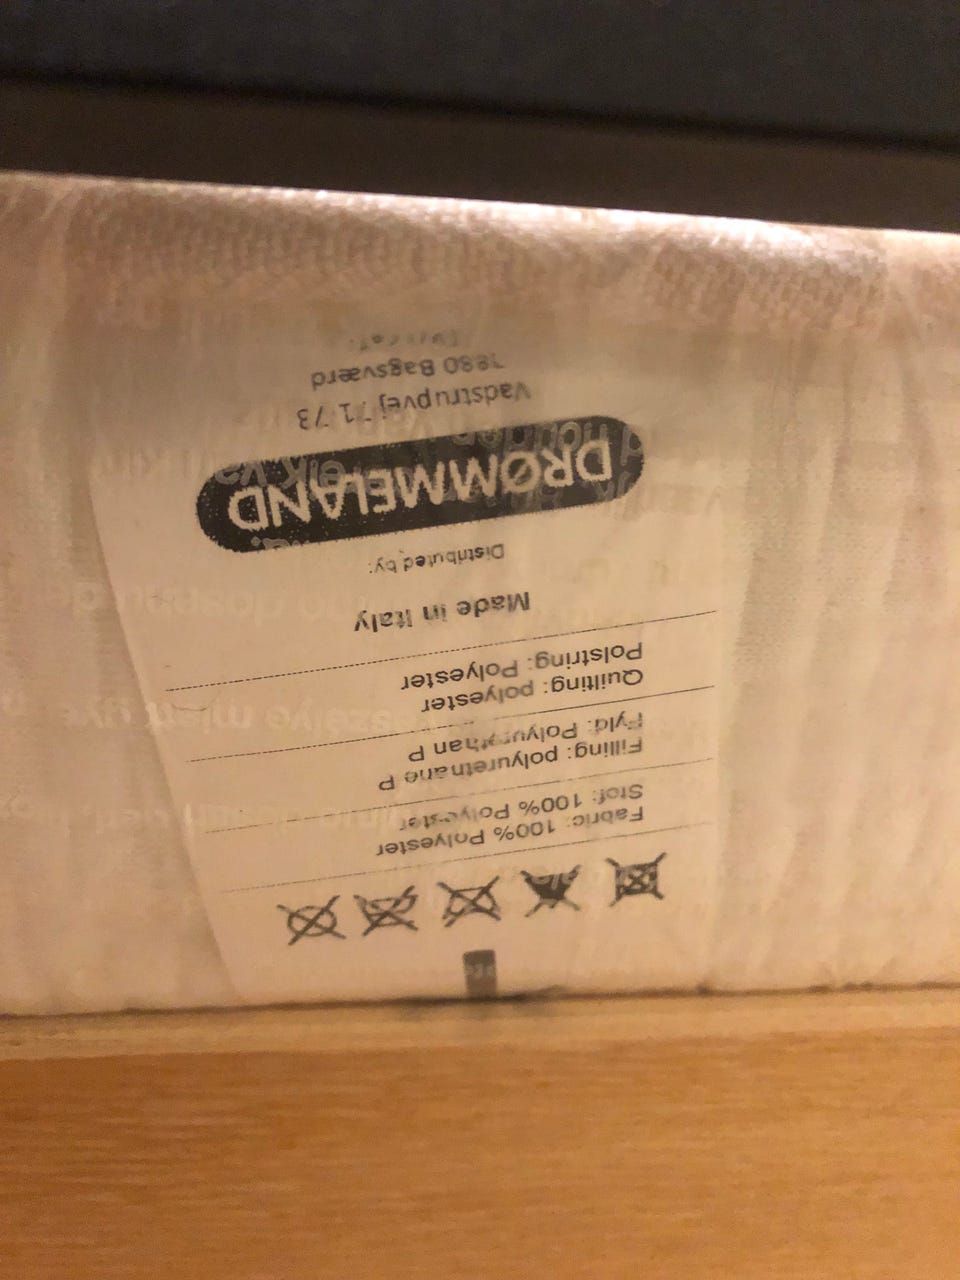 Fabric: 100% Polyester
Stof: 100% Polyester
Filling: polyurethane P
Fyld: Polyurethan P
Quilting: polyester
Polstring: Polyester
Made in Italy
Distributed by:
DRØMMELAND
Vadstrupvej 71-73
2880 Bagsværd